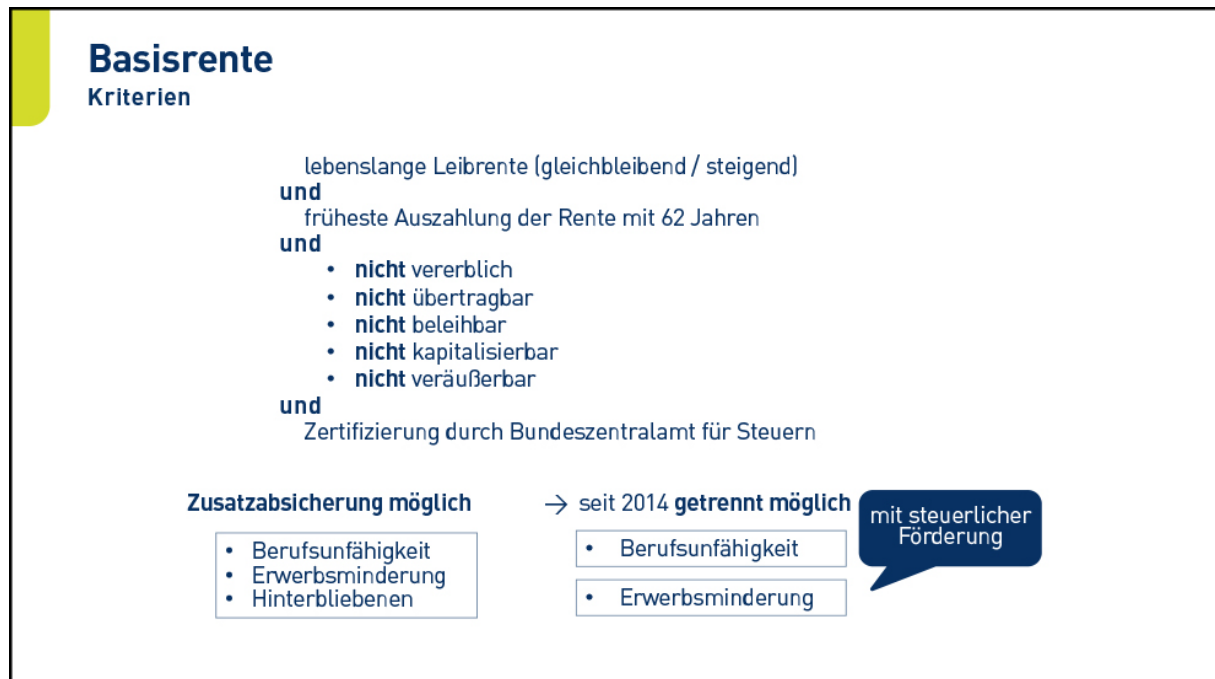 Basisrente
Kriterien
lebenslange Leibrente (gleichbleibend / steigend)
und
früheste Auszahlung der Rente mit 62 Jahren
und
• nicht vererblich
• nicht übertragbar
• nicht beleihbar
• nicht kapitalisierbar
• nicht veräußerbar
und
Zertifizierung durch Bundeszentralamt für Steuern
Zusatzabsicherung möglich
• Berufsunfähigkeit
• Erwerbsminderung
• Hinterbliebenen
→ seit 2014 getrennt möglich
• Berufsunfähigkeit
• Erwerbsminderung
mit steuerlicher
Förderung